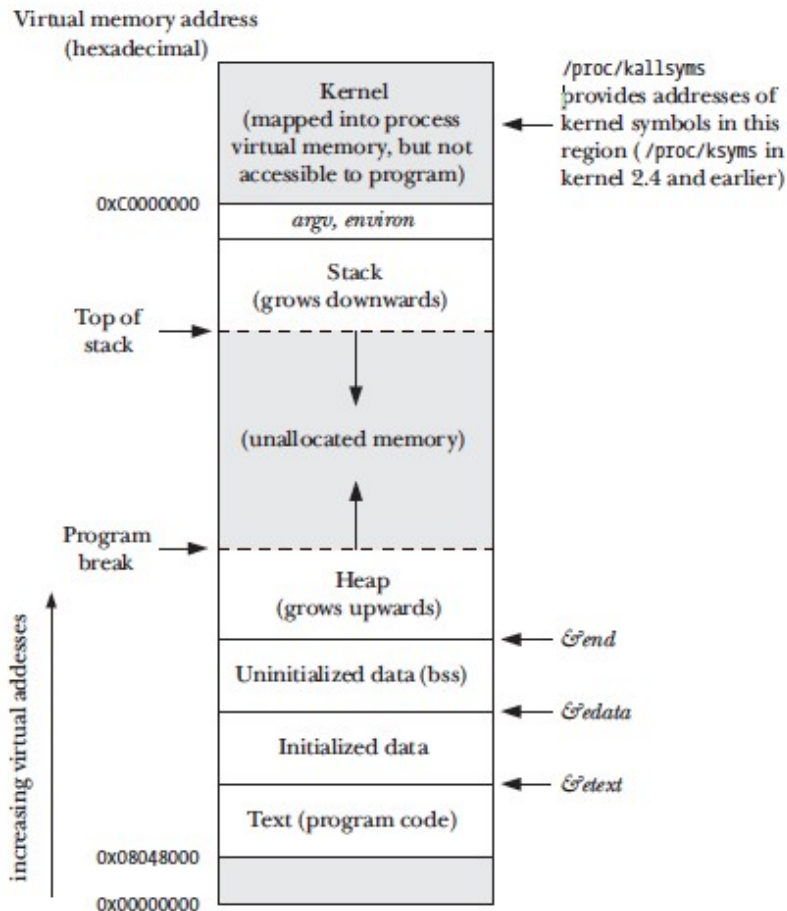 Virtual memory address
(hexadecimal)
/proc/kallsyms
provides addresses of
kernel symbols in this
region ( /proc/ksyms in
kernel 2.4 and earlier)
Kernel
(mapped into process
virtual memory, but not
accessible to program)
0xC0000000
argv, environ
Stack
(grows downwards)
Top of
stack
(unallocated memory)
Program
break
Heap
(grows upwards)
&end
Uninitialized data (bss)
&edata
Initialized data
&etext
Text (program code)
0x08048000
0x00000000
increasing virtual addesses